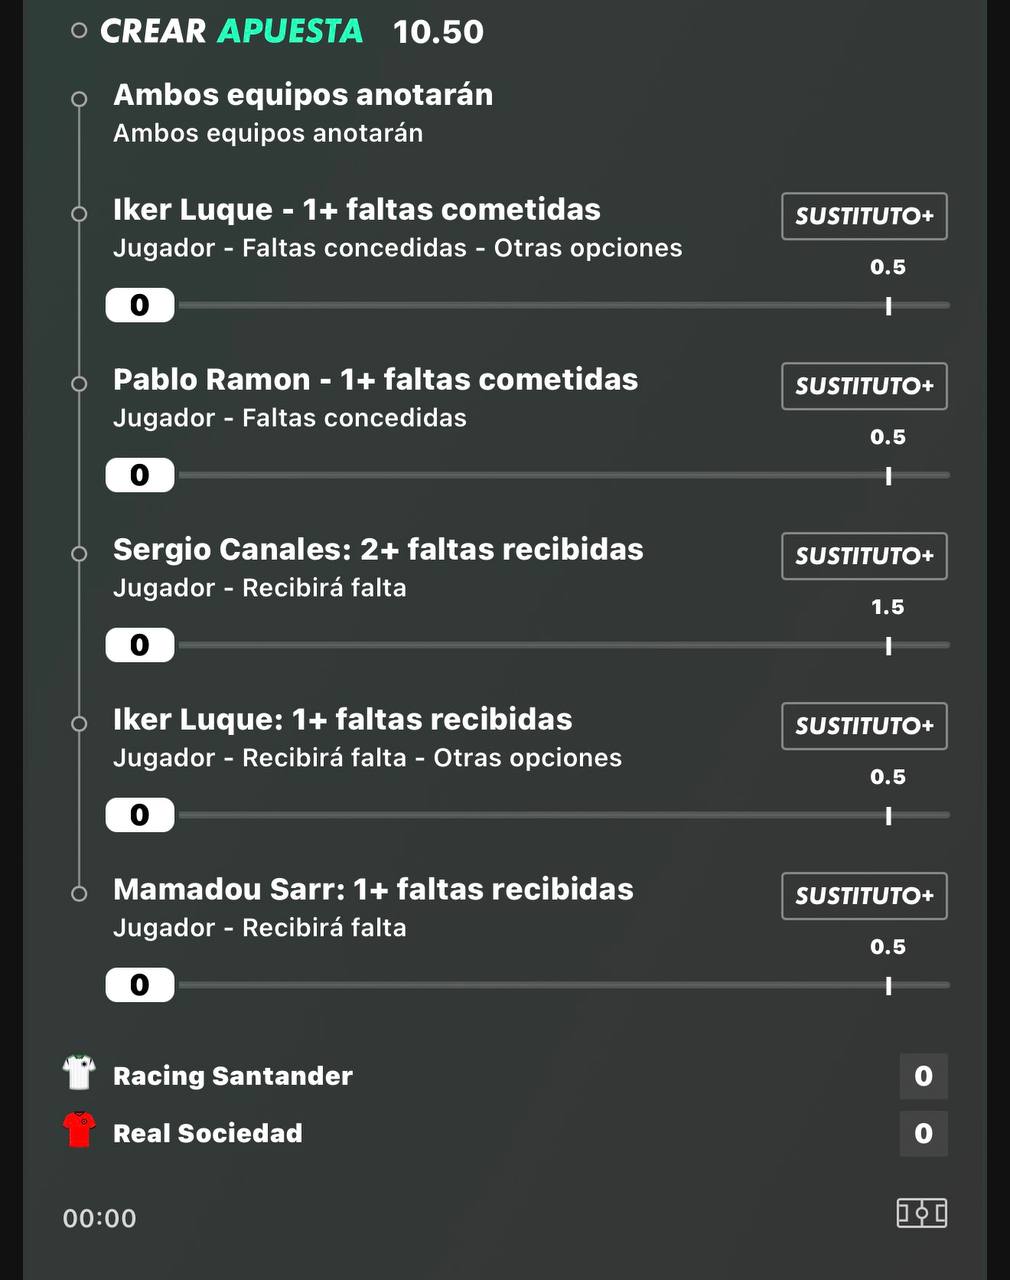 CREAR APUESTA 10.50
Ambos equipos anotarán
Ambos equipos anotarán
Iker Luque - 1+ faltas cometidas
SUSTITUTO+
Jugador - Faltas concedidas - Otras opciones
0.5
0
Pablo Ramon - 1+ faltas cometidas
SUSTITUTO+
Jugador - Faltas concedidas
0.5
0
Sergio Canales: 2+ faltas recibidas
SUSTITUTO+
Jugador - Recibirá falta
1.5
0
Iker Luque: 1+ faltas recibidas
SUSTITUTO+
Jugador - Recibirá falta - Otras opciones
0.5
0
Mamadou Sarr: 1+ faltas recibidas
SUSTITUTO+
Jugador - Recibirá falta
0.5
0
Racing Santander 0
Real Sociedad 0
00:00